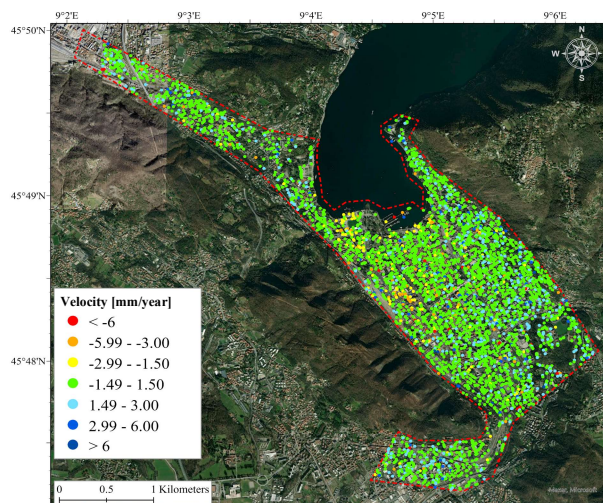 9°2'E 9°3'E 9°4'E 9°5'E 9°6'E
45°50'N
N
W E
S
45°49'N
45°48'N
Velocity [mm/year]
< -6
-5.99 - -3.00
-2.99 - -1.50
-1.49 - 1.50
1.49 - 3.00
2.99 - 6.00
> 6
0 0.5 1 Kilometers
Maxar, Microsoft